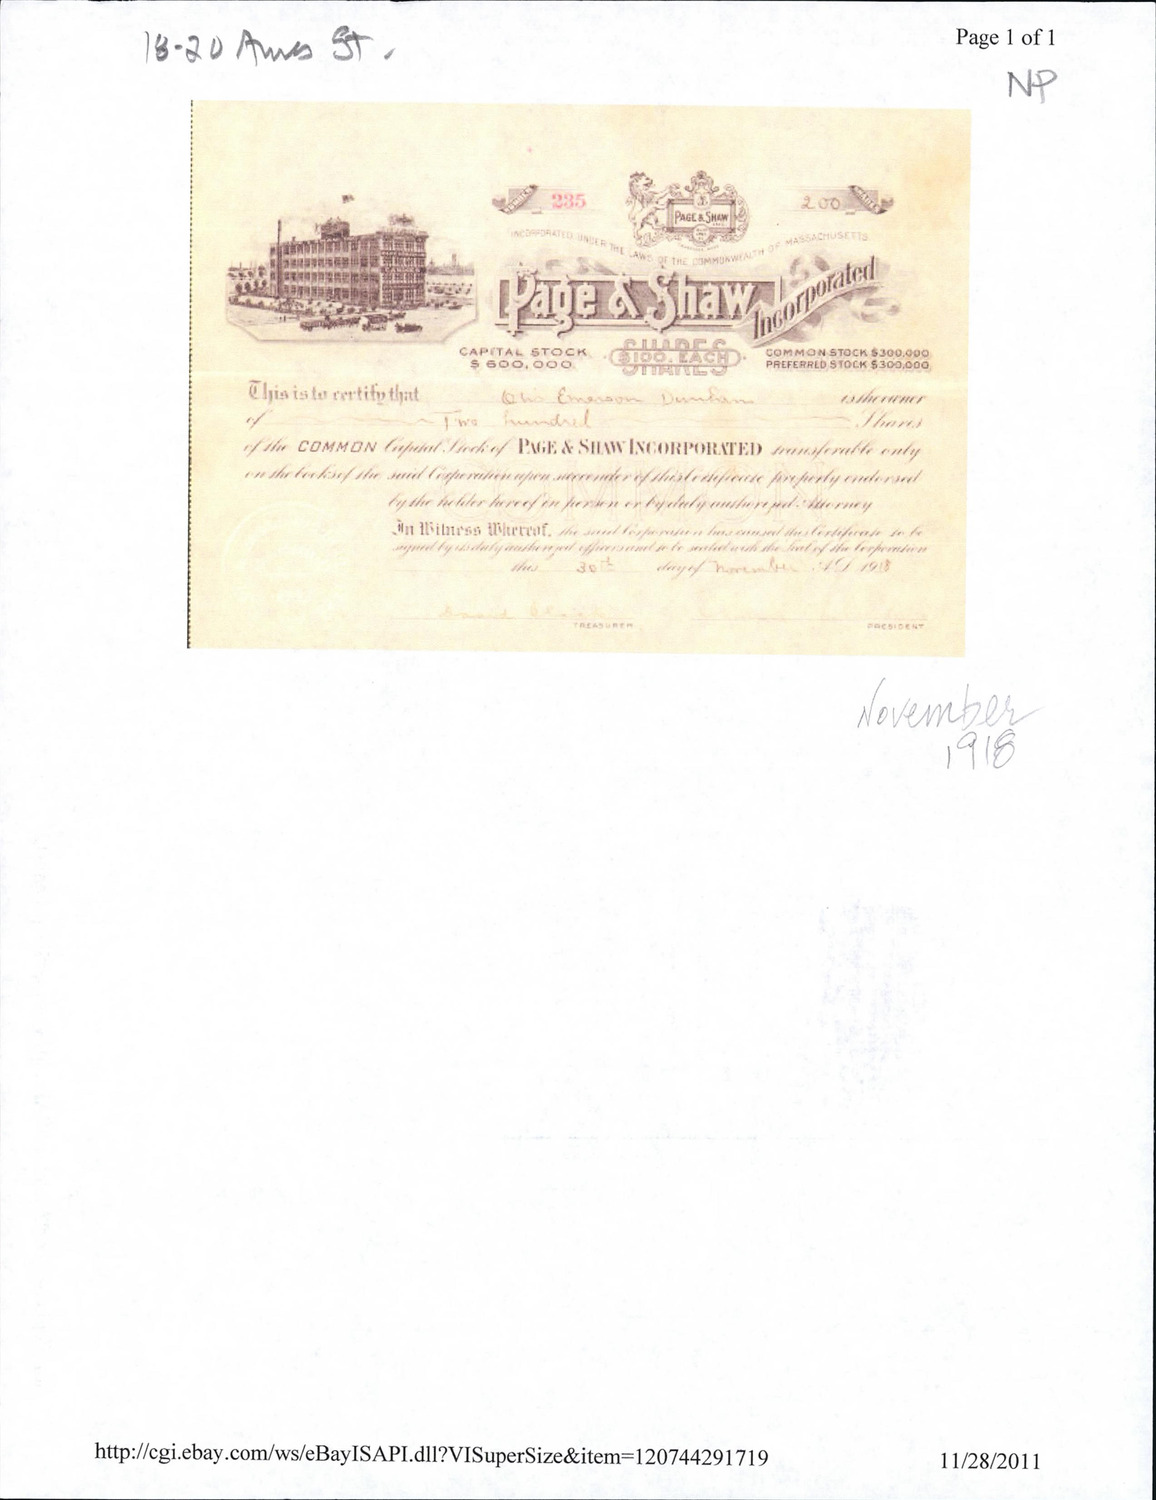 18-20 Ames St.
Page 1 of 1
NP
NUMBER 235
200 SHARES
PAGE & SHAW
INCORPORATED UNDER THE LAWS OF THE COMMONWEALTH OF MASSACHUSETTS
Page & Shaw Incorporated
CAPITAL STOCK $600,000
SHARES $100. EACH
COMMON STOCK $300,000
PREFERRED STOCK $300,000
This is to certify that Otis Emerson Dunham is the owner
of Two hundred Shares
of the COMMON Capital Stock of PAGE & SHAW INCORPORATED transferable only
on the books of the said Corporation upon surrender of this Certificate properly endorsed
by the holder hereof in person or by duly authorized Attorney
In Witness Whereof, the said Corporation has caused this Certificate to be
signed by its duly authorized officers and to be sealed with the Seal of the Corporation
this 30th day of November A.D. 1918
TREASURER
PRESIDENT
November
1918
http://cgi.ebay.com/ws/eBayISAPI.dll?VISuperSize&item=120744291719
11/28/2011